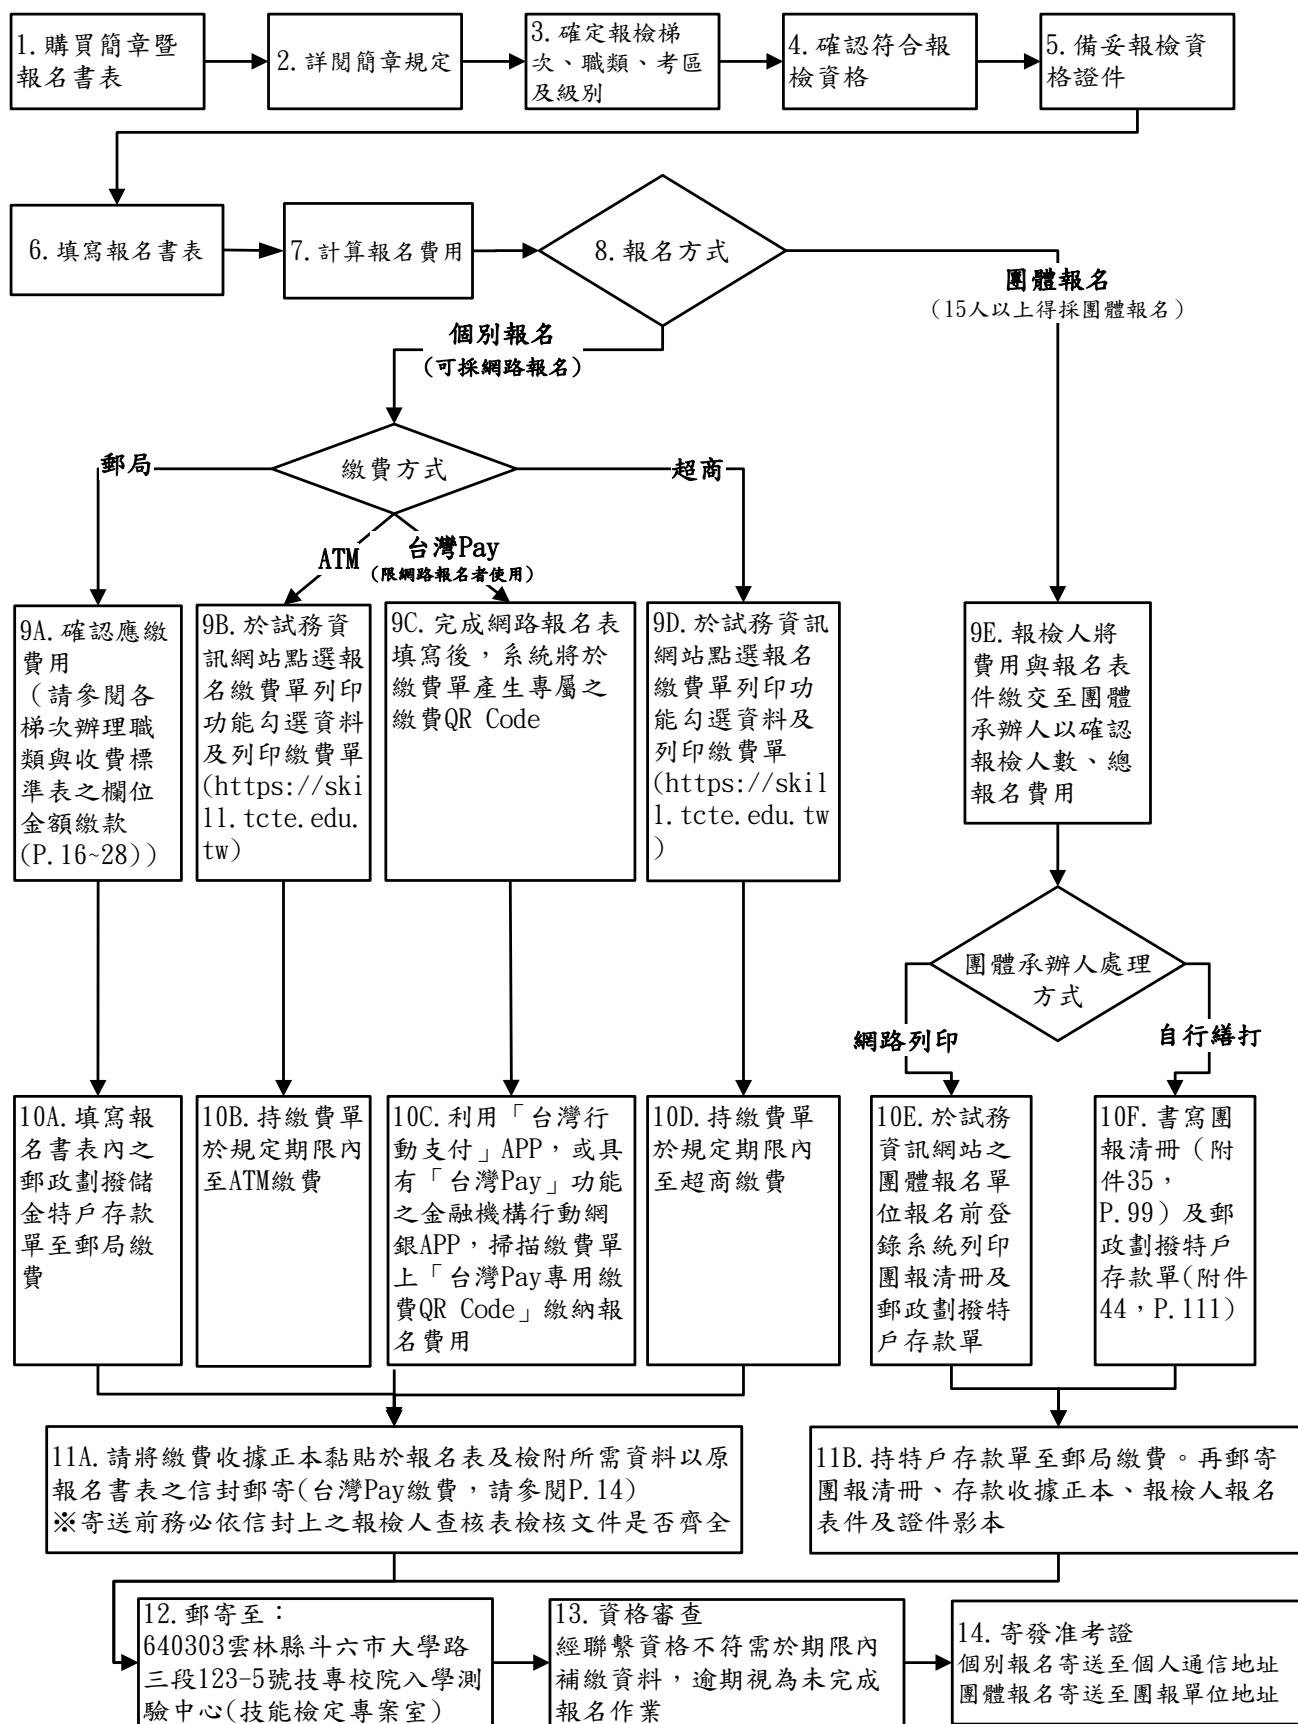 1.購買簡章暨
報名書表
2.詳閱簡章規定
3.確定報檢梯
次、職類、考區
及級別
4.確認符合報
檢資格
5.備妥報檢資
格證件
6.填寫報名書表
7.計算報名費用
8.報名方式
團體報名
（15人以上得採團體報名）
個別報名
（可採網路報名）
繳費方式
郵局
超商
ATM
台灣Pay
（限網路報名者使用）
9A.確認應繳
費用
（請參閱各
梯次辦理職
類與收費標
準表之欄位
金額繳款
(P.16~28)）
9B.於試務資
訊網站點選報
名繳費單列印
功能勾選資料
及列印繳費單
(https://ski
ll.tcte.edu.
tw)
9C.完成網路報名表
填寫後，系統將於
繳費單產生專屬之
繳費QR Code
9D.於試務資訊
網站點選報名
繳費單列印功
能勾選資料及
列印繳費單
(https://skil
l.tcte.edu.tw
)
9E.報檢人將
費用與報名表
件繳交至團體
承辦人以確認
報檢人數、總
報名費用
團體承辦人處理
方式
網路列印
自行繕打
10A.填寫報
名書表內之
郵政劃撥儲
金特戶存款
單至郵局繳
費
10B.持繳費單
於規定期限內
至ATM繳費
10C.利用「台灣行
動支付」APP，或具
有「台灣Pay」功能
之金融機構行動網
銀APP，掃描繳費單
上「台灣Pay專用繳
費QR Code」繳納報
名費用
10D.持繳費單
於規定期限內
至超商繳費
10E.於試務
資訊網站之
團體報名單
位報名前登
錄系統列印
團報清冊及
郵政劃撥特
戶存款單
10F.書寫團
報清冊（附
件35，
P.99）及郵
政劃撥特戶
存款單(附件
44，P.111)
11A.請將繳費收據正本黏貼於報名表及檢附所需資料以原
報名書表之信封郵寄(台灣Pay繳費，請參閱P.14)
※寄送前務必依信封上之報檢人查核表檢核文件是否齊全
11B.持特戶存款單至郵局繳費。再郵寄
團報清冊、存款收據正本、報檢人報名
表件及證件影本
12.郵寄至：
640303雲林縣斗六市大學路
三段123-5號技專校院入學測
驗中心(技能檢定專案室)
13.資格審查
經聯繫資格不符需於期限內
補繳資料，逾期視為未完成
報名作業
14.寄發准考證
個別報名寄送至個人通信地址
團體報名寄送至團報單位地址